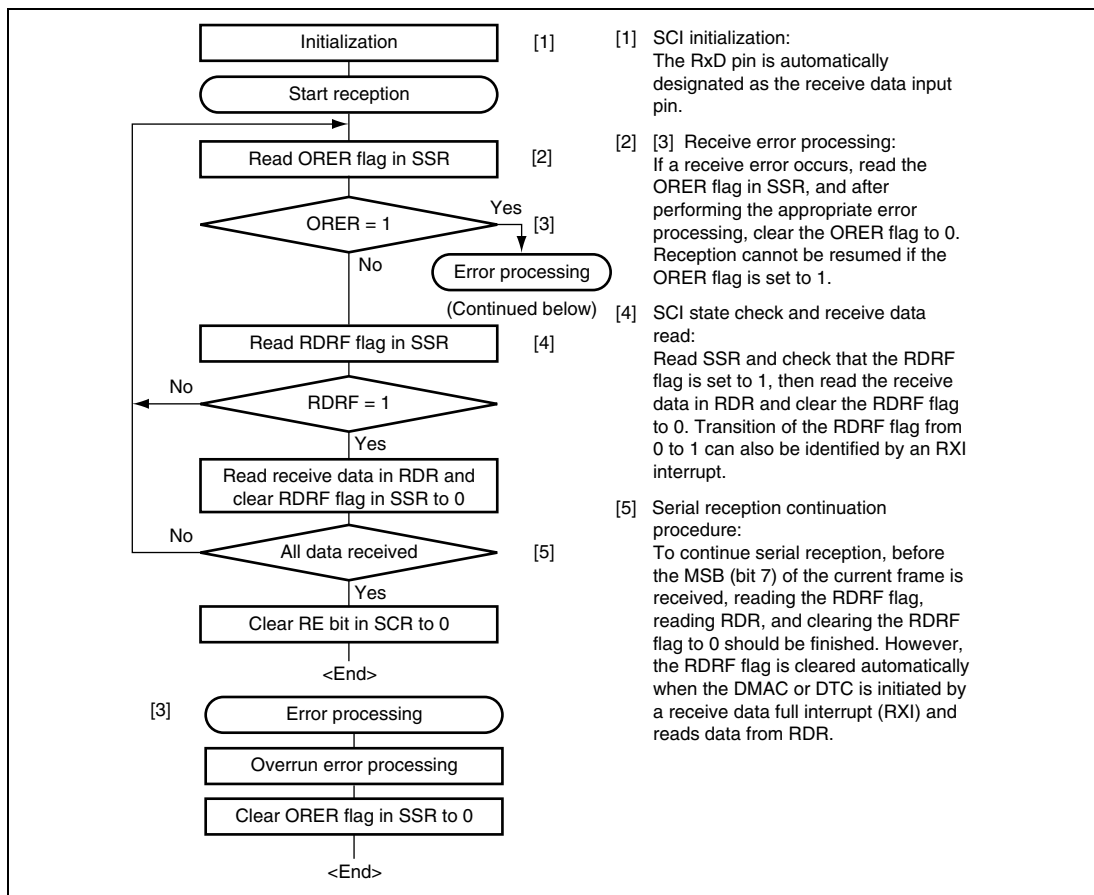 Initialization [1]
Start reception
Read ORER flag in SSR [2]
Yes
ORER = 1 [3]
No
Error processing
(Continued below)
Read RDRF flag in SSR [4]
No
RDRF = 1
Yes
Read receive data in RDR and
clear RDRF flag in SSR to 0
No
All data received [5]
Yes
Clear RE bit in SCR to 0
<End>
[3] Error processing
Overrun error processing
Clear ORER flag in SSR to 0
<End>
[1] SCI initialization:
The RxD pin is automatically
designated as the receive data input
pin.
[2] [3] Receive error processing:
If a receive error occurs, read the
ORER flag in SSR, and after
performing the appropriate error
processing, clear the ORER flag to 0.
Reception cannot be resumed if the
ORER flag is set to 1.
[4] SCI state check and receive data
read:
Read SSR and check that the RDRF
flag is set to 1, then read the receive
data in RDR and clear the RDRF flag
to 0. Transition of the RDRF flag from
0 to 1 can also be identified by an RXI
interrupt.
[5] Serial reception continuation
procedure:
To continue serial reception, before
the MSB (bit 7) of the current frame is
received, reading the RDRF flag,
reading RDR, and clearing the RDRF
flag to 0 should be finished. However,
the RDRF flag is cleared automatically
when the DMAC or DTC is initiated by
a receive data full interrupt (RXI) and
reads data from RDR.